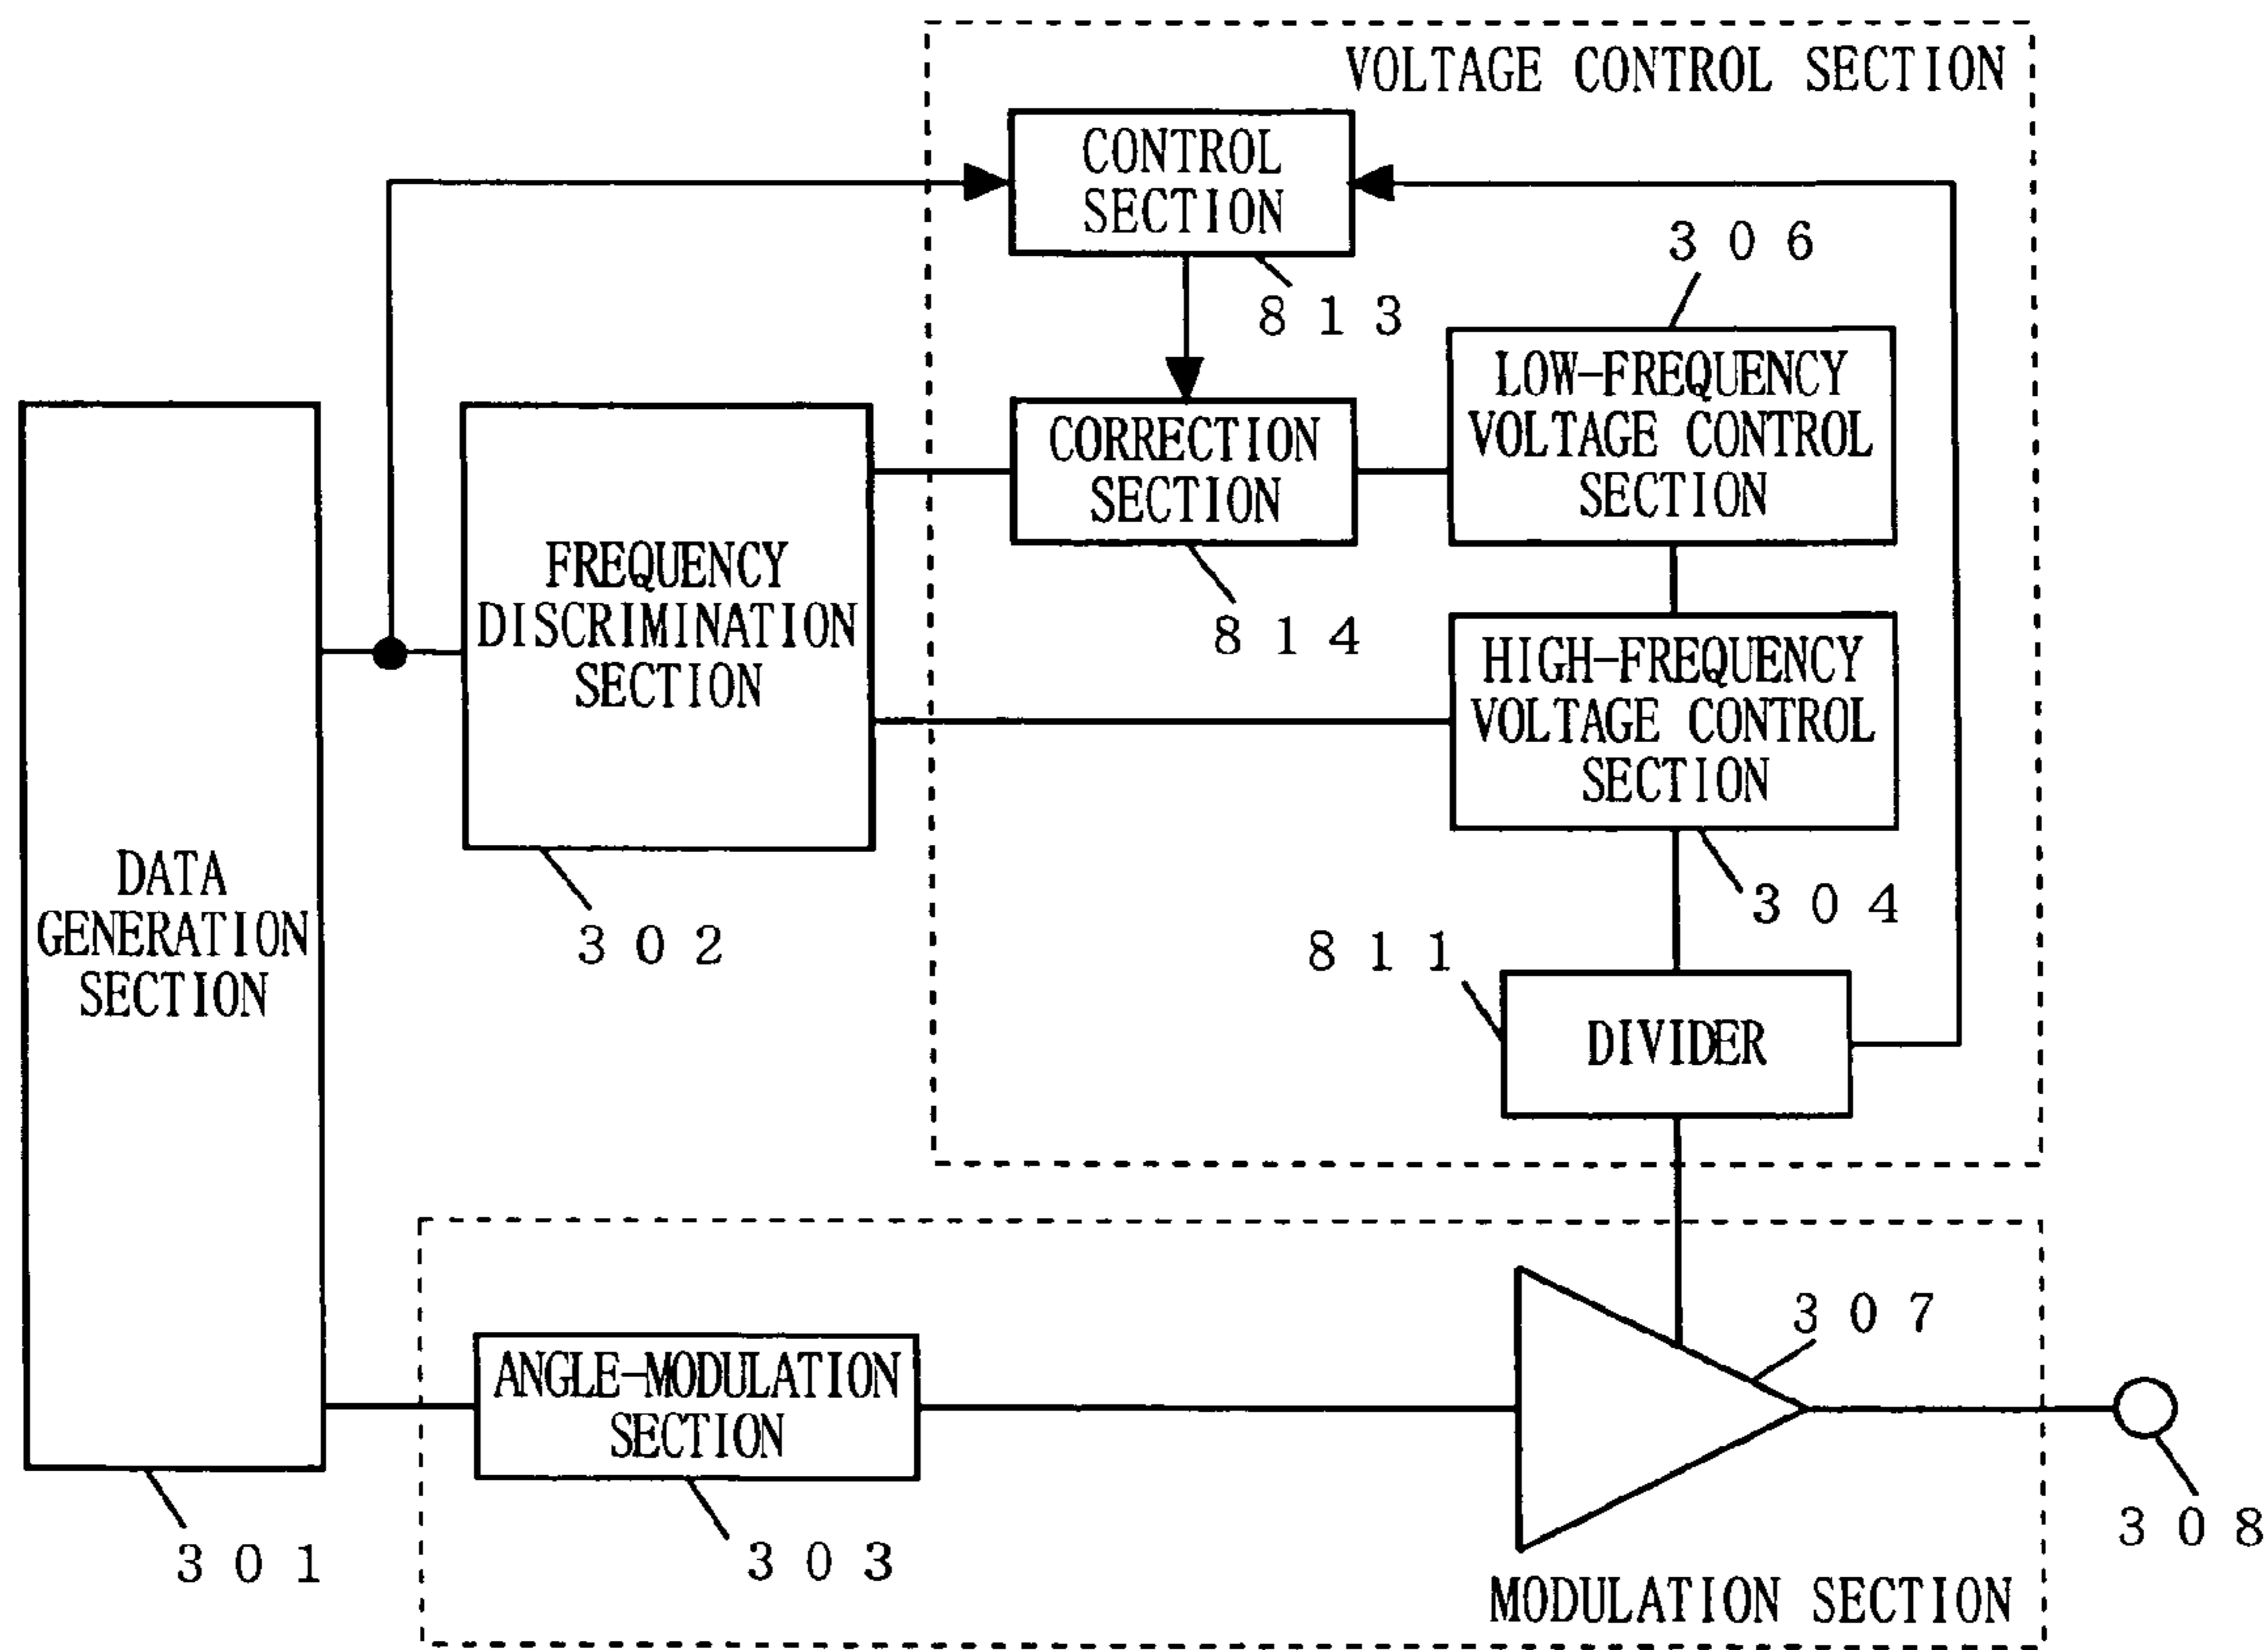 VOLTAGE CONTROL SECTION
CONTROL
SECTION
813
306
LOW-FREQUENCY
VOLTAGE CONTROL
SECTION
CORRECTION
SECTION
814
FREQUENCY
DISCRIMINATION
SECTION
302
HIGH-FREQUENCY
VOLTAGE CONTROL
SECTION
304
DATA
GENERATION
SECTION
301
811
DIVIDER
ANGLE-MODULATION
SECTION
303
307
308
MODULATION SECTION